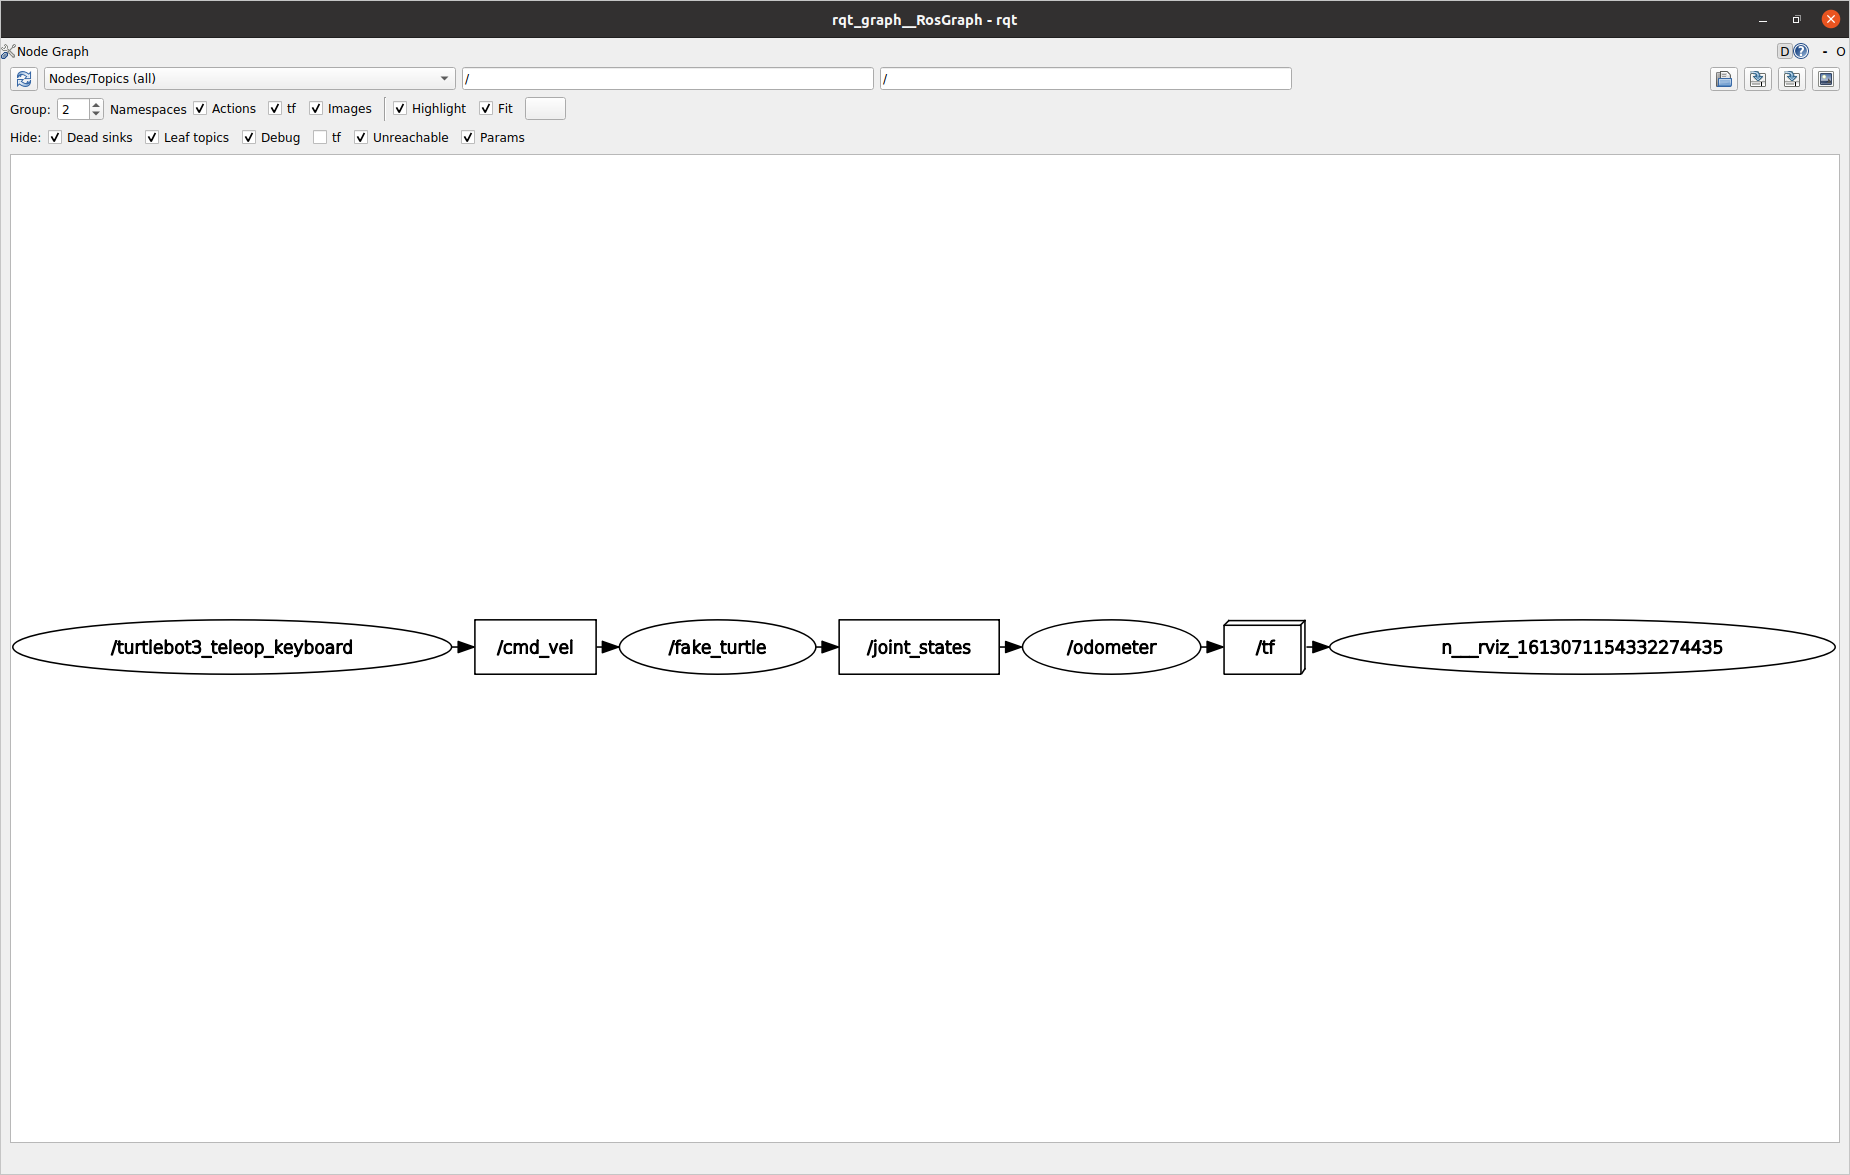 rqt_graph__RosGraph - rqt
Node Graph D - O
Nodes/Topics (all) / /
Group: 2 Namespaces Actions tf Images Highlight Fit
Hide: Dead sinks Leaf topics Debug tf Unreachable Params
/turtlebot3_teleop_keyboard /cmd_vel /fake_turtle /joint_states /odometer /tf n___rviz_1613071154332274435